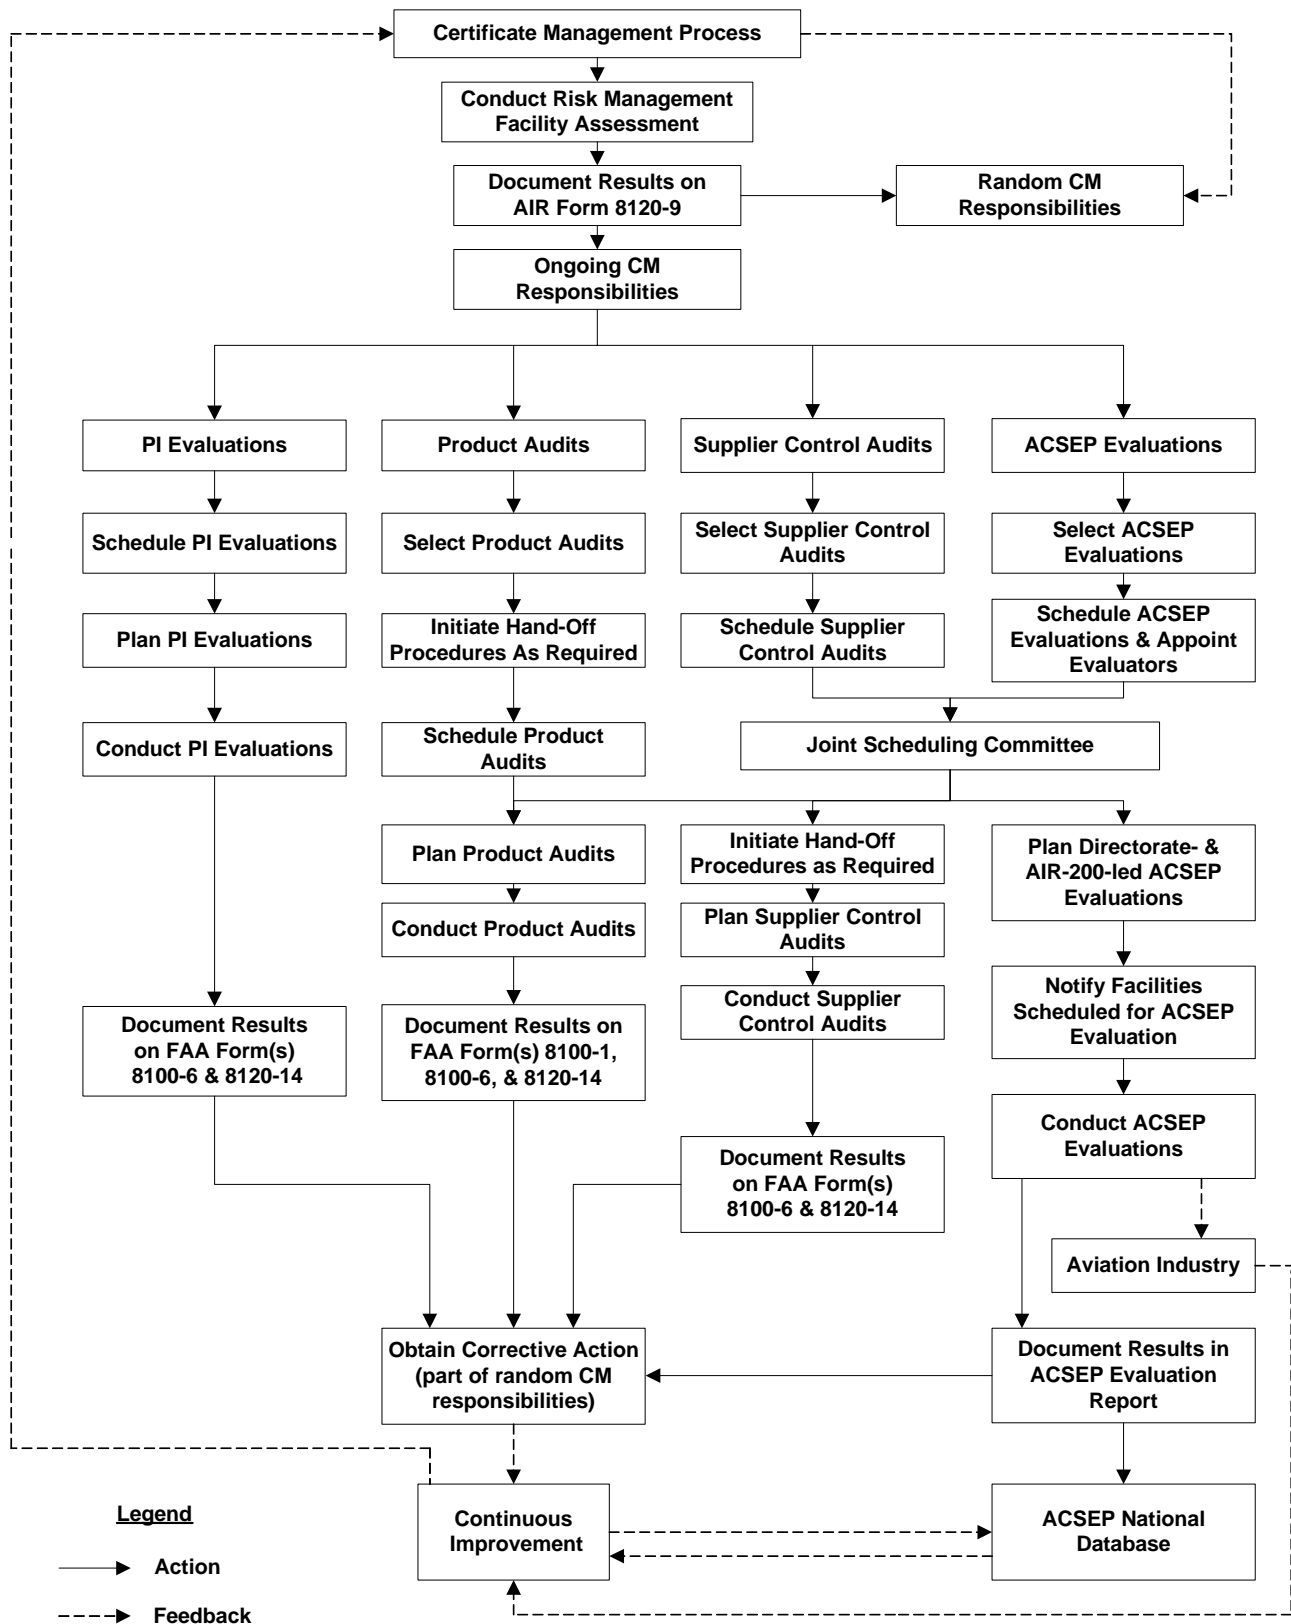 Certificate Management Process
Conduct Risk Management
Facility Assessment
Document Results on
AIR Form 8120-9
Random CM
Responsibilities
Ongoing CM
Responsibilities
PI Evaluations
Product Audits
Supplier Control Audits
ACSEP Evaluations
Schedule PI Evaluations
Select Product Audits
Select Supplier Control
Audits
Select ACSEP
Evaluations
Plan PI Evaluations
Initiate Hand-Off
Procedures As Required
Schedule Supplier
Control Audits
Schedule ACSEP
Evaluations & Appoint
Evaluators
Conduct PI Evaluations
Schedule Product
Audits
Joint Scheduling Committee
Plan Product Audits
Initiate Hand-Off
Procedures as Required
Plan Directorate- &
AIR-200-led ACSEP
Evaluations
Conduct Product Audits
Plan Supplier Control
Audits
Notify Facilities
Scheduled for ACSEP
Evaluation
Conduct Supplier
Control Audits
Document Results
on FAA Form(s)
8100-6 & 8120-14
Document Results on
FAA Form(s) 8100-1,
8100-6, & 8120-14
Conduct ACSEP
Evaluations
Document Results
on FAA Form(s)
8100-6 & 8120-14
Aviation Industry
Obtain Corrective Action
(part of random CM
responsibilities)
Document Results in
ACSEP Evaluation
Report
Continuous
Improvement
ACSEP National
Database
Legend
Action
Feedback